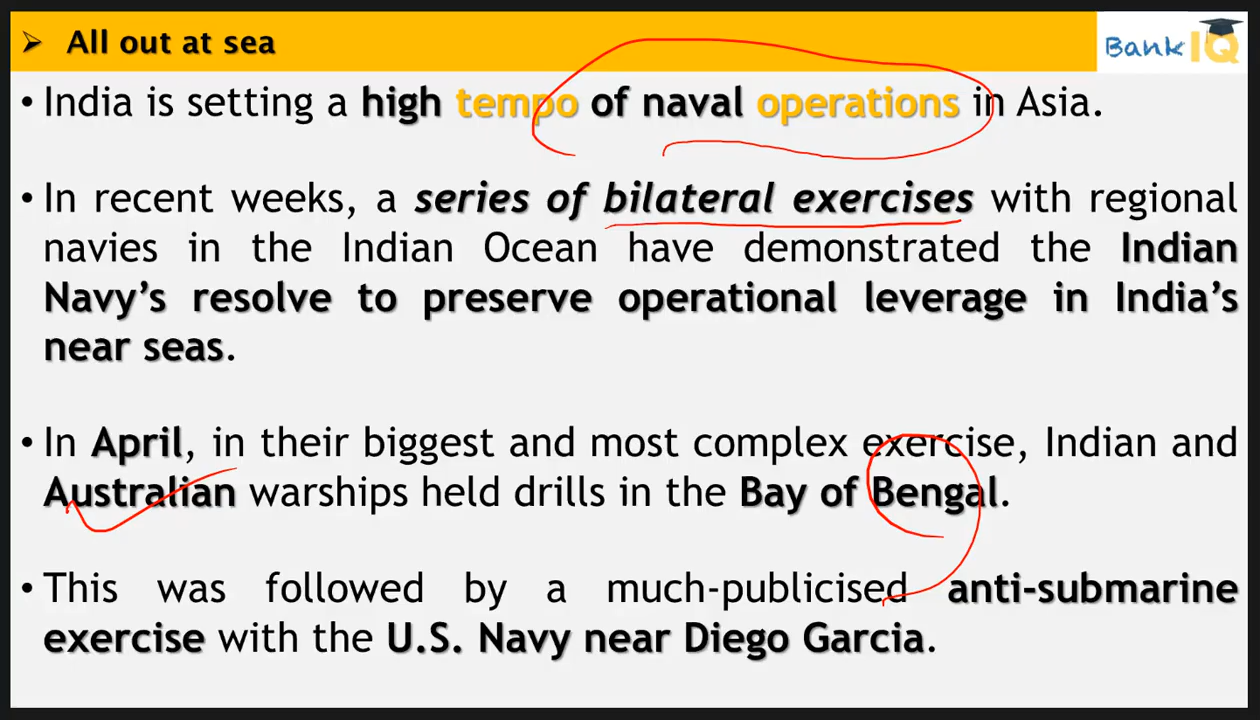 ➤ All out at sea
Bank IQ
• India is setting a high tempo of naval operations in Asia.
• In recent weeks, a series of bilateral exercises with regional
navies in the Indian Ocean have demonstrated the Indian
Navy’s resolve to preserve operational leverage in India’s
near seas.
• In April, in their biggest and most complex exercise, Indian and
Australian warships held drills in the Bay of Bengal.
• This was followed by a much-publicised anti-submarine
exercise with the U.S. Navy near Diego Garcia.